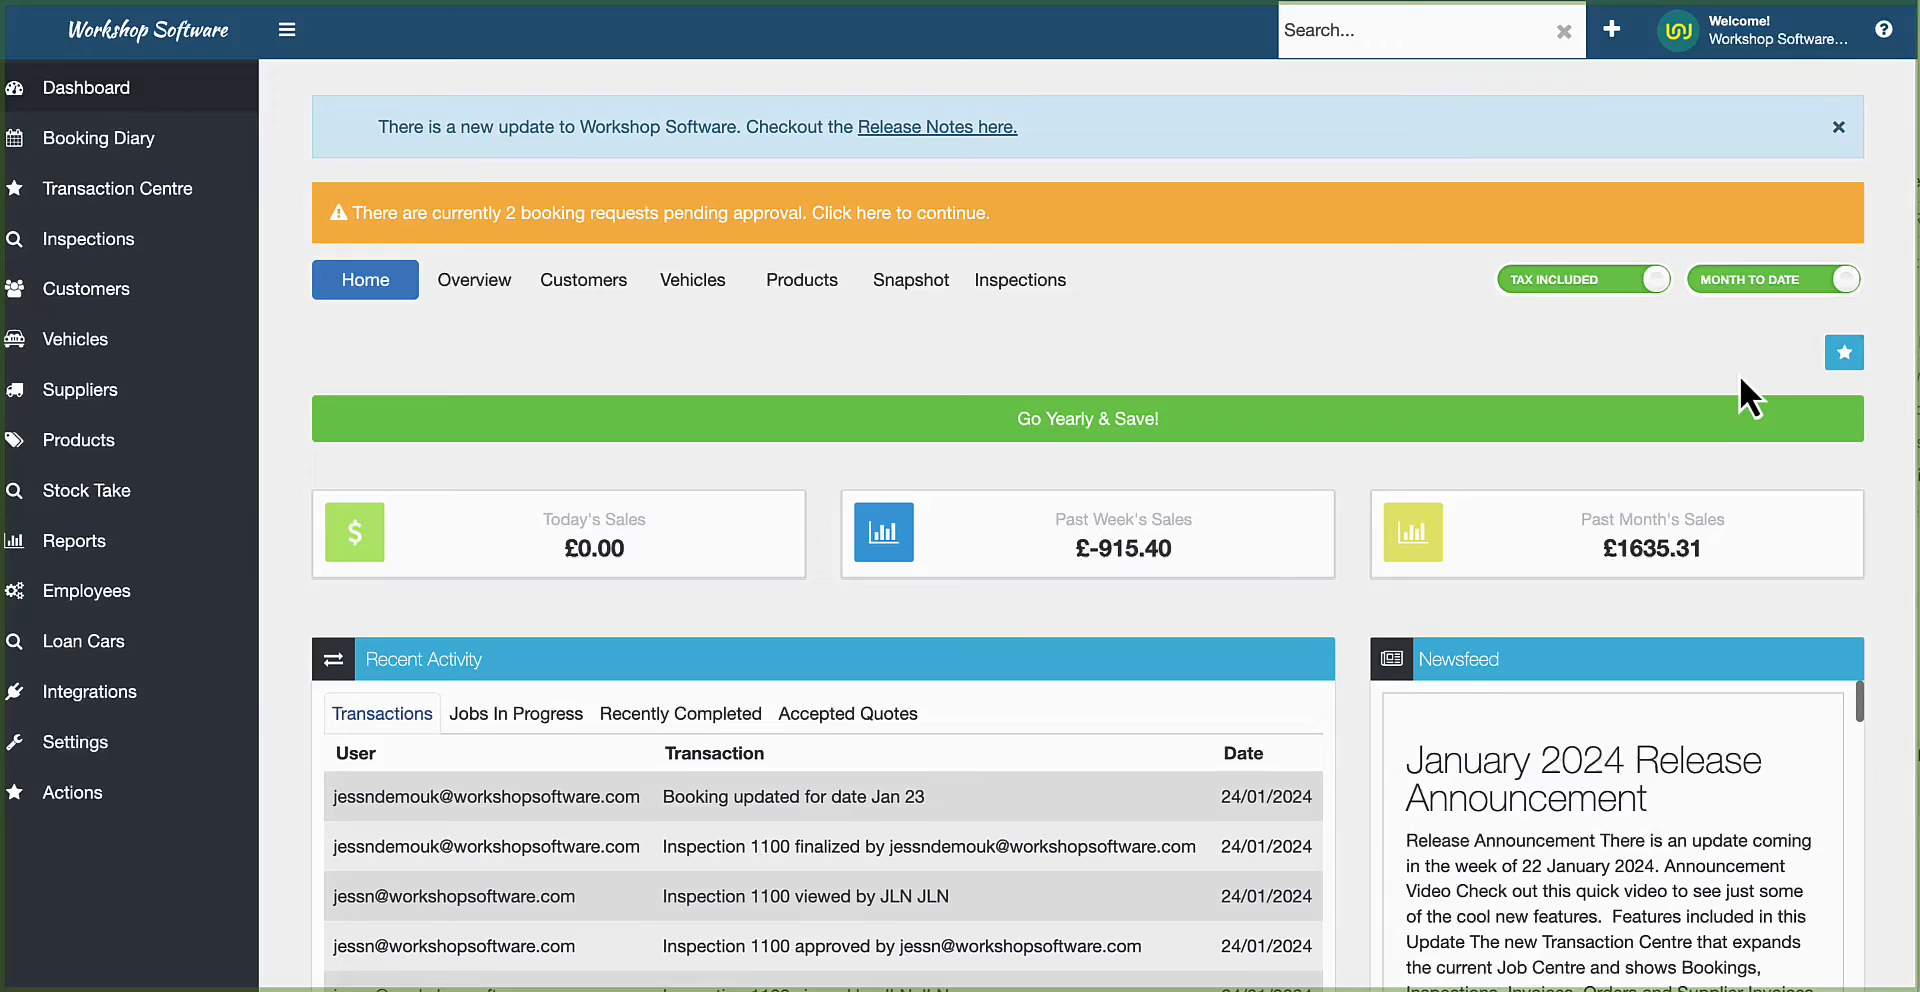 Workshop Software
Search...
Welcome!
Workshop Software...
Dashboard
Booking Diary
Transaction Centre
Inspections
Customers
Vehicles
Suppliers
Products
Stock Take
Reports
Employees
Loan Cars
Integrations
Settings
Actions
There is a new update to Workshop Software. Checkout the Release Notes here.
There are currently 2 booking requests pending approval. Click here to continue.
Home Overview Customers Vehicles Products Snapshot Inspections
TAX INCLUDED
MONTH TO DATE
Go Yearly & Save!
Today's Sales
£0.00
Past Week's Sales
£-915.40
Past Month's Sales
£1635.31
Recent Activity
Transactions Jobs In Progress Recently Completed Accepted Quotes
User Transaction Date
jessndemouk@workshopsoftware.com Booking updated for date Jan 23 24/01/2024
jessndemouk@workshopsoftware.com Inspection 1100 finalized by jessndemouk@workshopsoftware.com 24/01/2024
jessn@workshopsoftware.com Inspection 1100 viewed by JLN JLN 24/01/2024
jessn@workshopsoftware.com Inspection 1100 approved by jessn@workshopsoftware.com 24/01/2024
Newsfeed
January 2024 Release
Announcement
Release Announcement There is an update coming
in the week of 22 January 2024. Announcement
Video Check out this quick video to see just some
of the cool new features. Features included in this
Update The new Transaction Centre that expands
the current Job Centre and shows Bookings,
Inspections, Invoices, Orders and Supplier Invoices